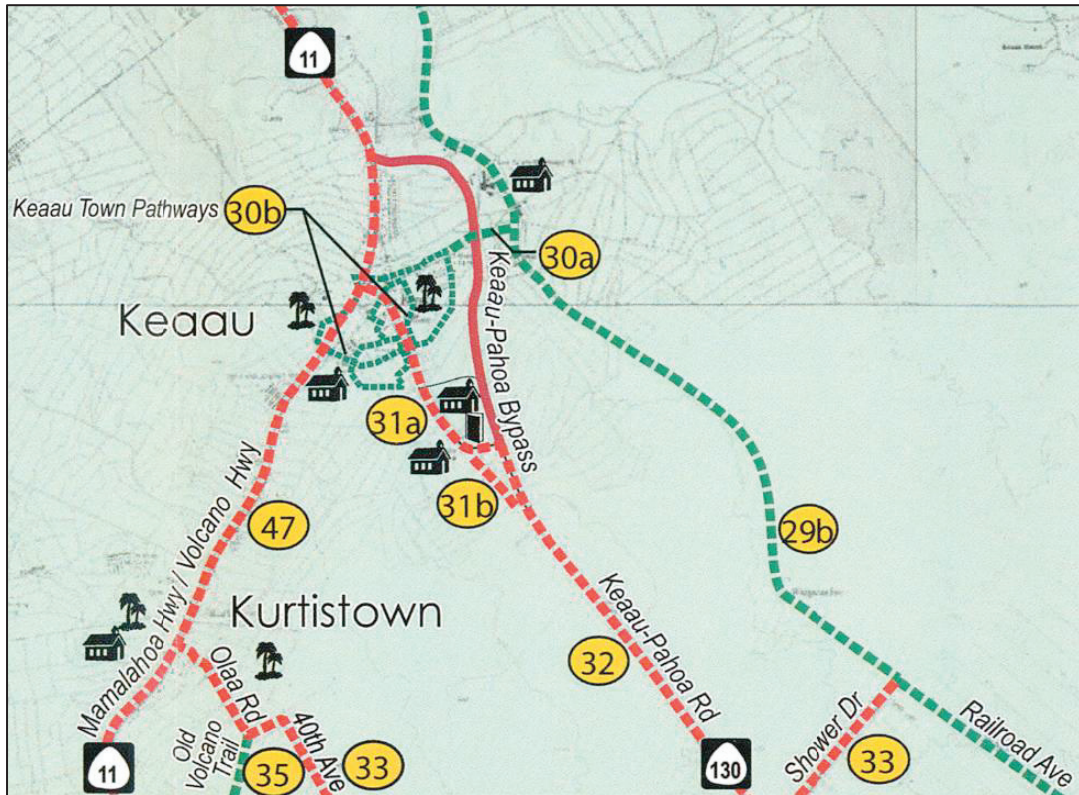 11
Keaau Town Pathways
30b
30a
Keaau
Keaau-Pahoa Bypass
31a
31b
47
29b
Mamalahoa Hwy / Volcano Hwy
Kurtistown
32
Keaau-Pahoa Rd
Olaa Rd
Old
Volcano
Trail
40th Ave
35
33
11
130
Shower Dr
33
Railroad Ave